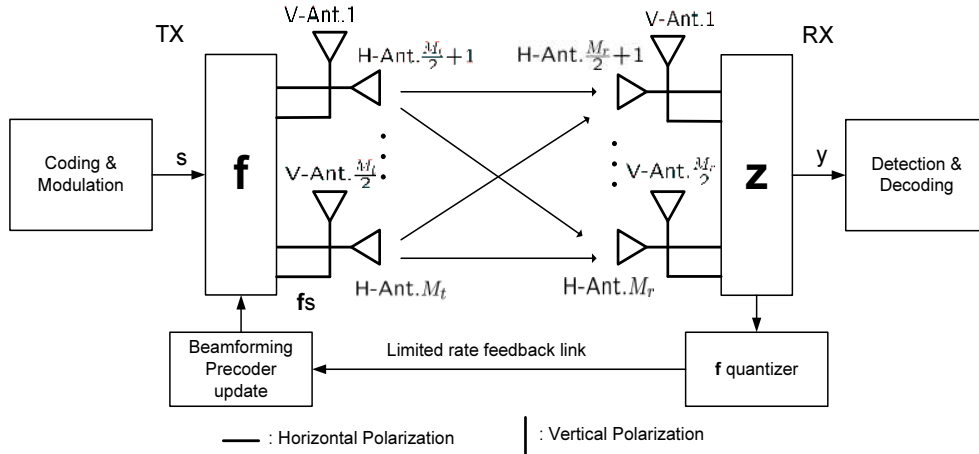 V-Ant.1
V-Ant.1
TX
RX
H-Ant.$\frac{M_t}{2}$+1
H-Ant.$\frac{M_r}{2}$+1
Coding &
Modulation
s
f
V-Ant.$\frac{M_t}{2}$
V-Ant.$\frac{M_r}{2}$
z
y
Detection &
Decoding
fs
H-Ant.$M_t$
H-Ant.$M_r$
Beamforming
Precoder
update
Limited rate feedback link
f quantizer
: Horizontal Polarization
: Vertical Polarization